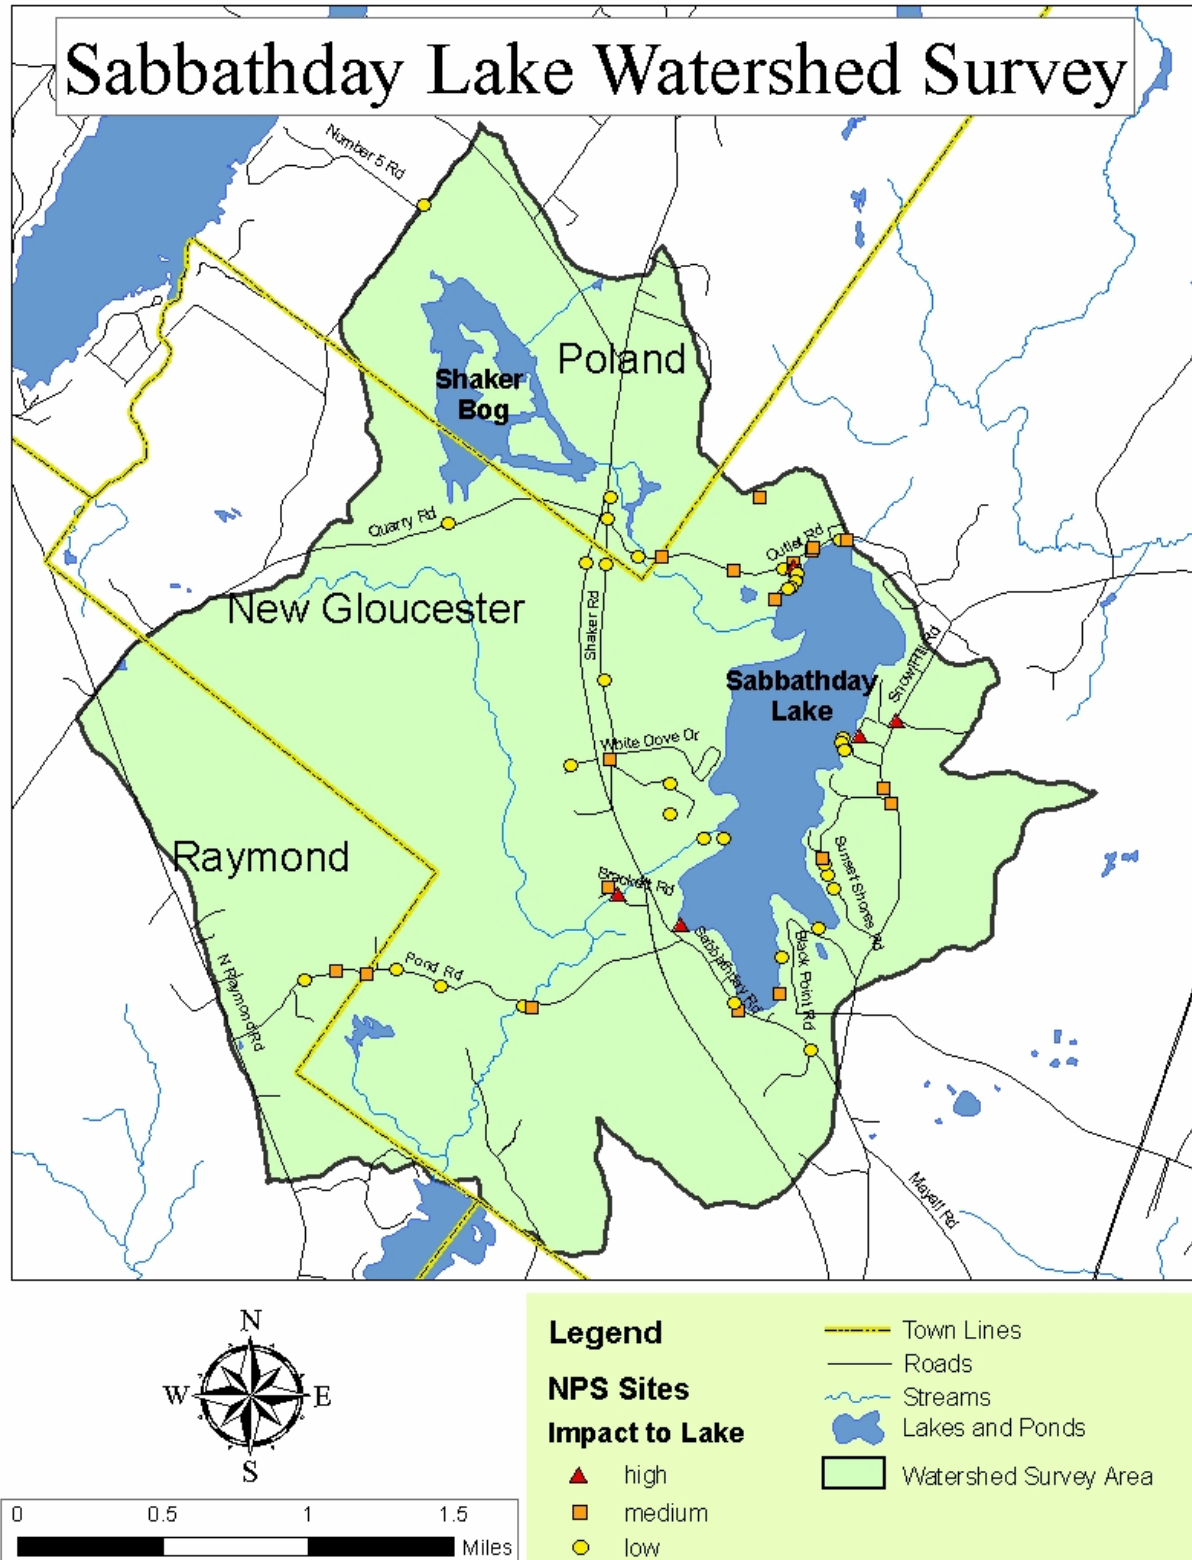 Sabbathday Lake Watershed Survey
Number 5 Rd
Poland
Shaker
Bog
Quarry Rd
Outlet Rd
New Gloucester
Shaker Rd
Snow Hill Rd
Sabbathday
Lake
White Dove Dr
Raymond
Sunset Shores Rd
Brackett Rd
Sabbathday Rd
Black Point Rd
Pond Rd
N Raymond Rd
Mayall Rd
N
W
E
S
0 0.5 1 1.5
Miles
Legend
NPS Sites
Impact to Lake
high
medium
low
Town Lines
Roads
Streams
Lakes and Ponds
Watershed Survey Area